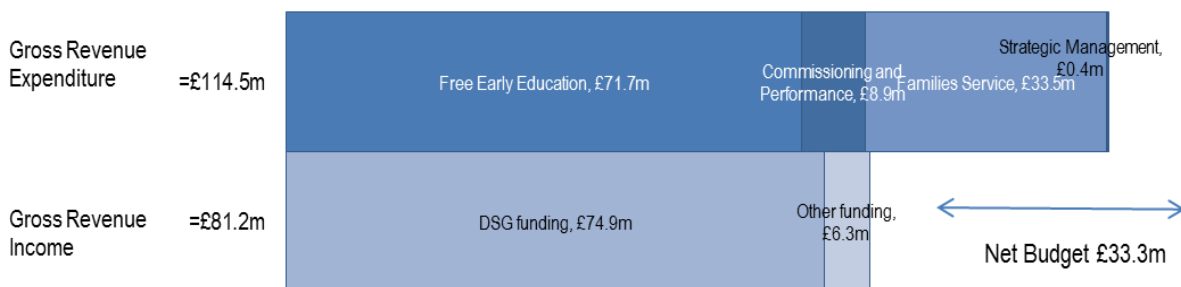 Gross Revenue
Expenditure
=£114.5m
Free Early Education, £71.7m
Commissioning and
Performance, £8.9m
Families Service, £33.5m
Strategic Management,
£0.4m
Gross Revenue
Income
=£81.2m
DSG funding, £74.9m
Other funding,
£6.3m
Net Budget £33.3m